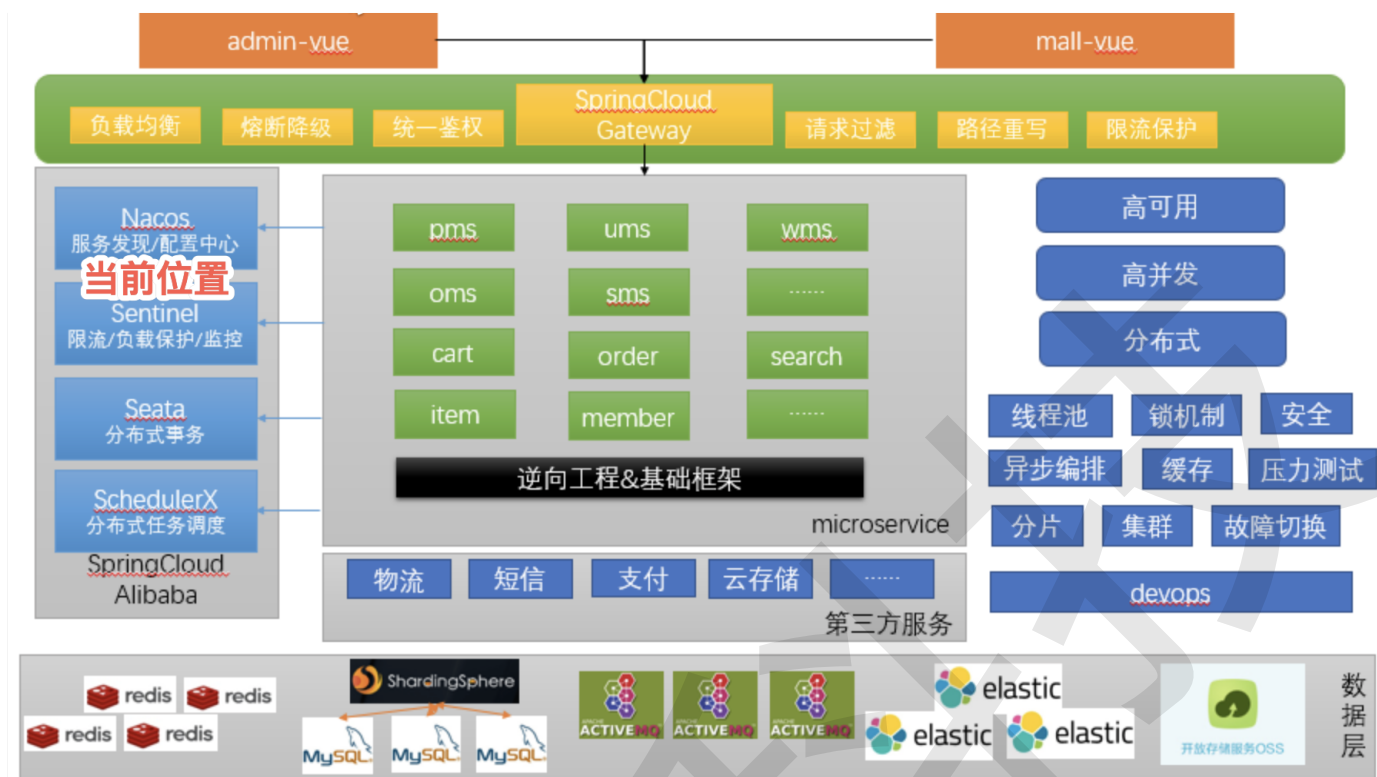 admin-vue
mall-vue
负载均衡
熔断降级
统一鉴权
SpringCloud
Gateway
请求过滤
路径重写
限流保护
Nacos
服务发现/配置中心
当前位置
Sentinel
限流/负载保护/监控
Seata
分布式事务
SchedulerX
分布式任务调度
SpringCloud
Alibaba
pms
ums
wms
oms
sms
......
cart
order
search
item
member
......
逆向工程&基础框架
microservice
物流
短信
支付
云存储
......
第三方服务
高可用
高并发
分布式
线程池
锁机制
安全
异步编排
缓存
压力测试
分片
集群
故障切换
devops
redis
redis
redis
redis
ShardingSphere
MySQL
MySQL
MySQL
APACHE
ACTIVEMQ
APACHE
ACTIVEMQ
APACHE
ACTIVEMQ
elastic
elastic
elastic
开放存储服务OSS
数据层